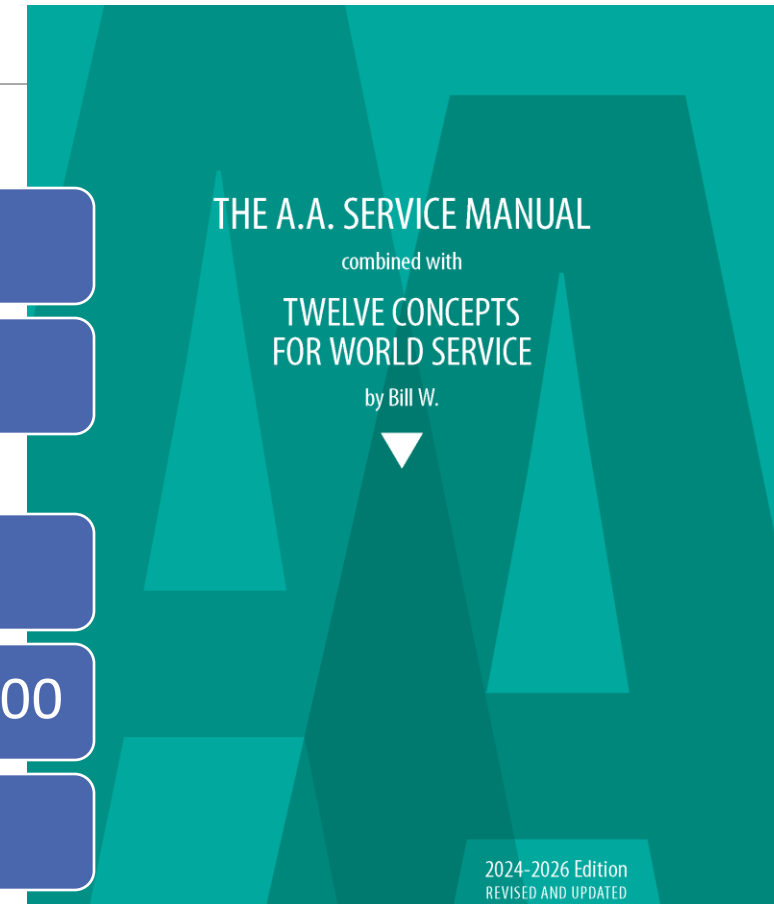 THE A.A. SERVICE MANUAL
combined with
TWELVE CONCEPTS
FOR WORLD SERVICE
by Bill W.
00
2024-2026 Edition
REVISED AND UPDATED